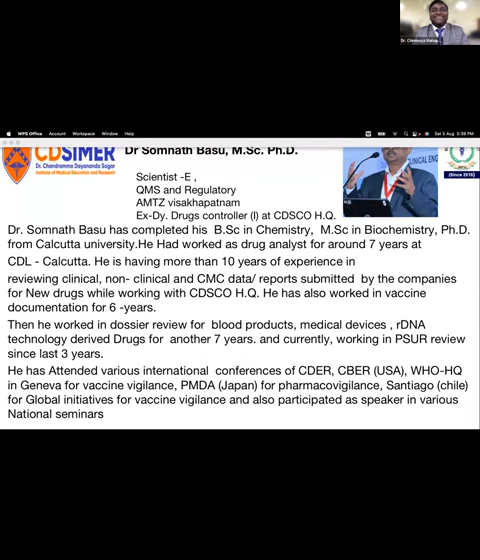 Dr. Chinmaya Mahap...
WPS Office Account Workspace Window Help
Sat 5 Aug 5:39 PM
CDSIMER
Dr. Chandramma Dayananda Sagar
Institute of Medical Education and Research
Dr Somnath Basu, M.Sc. Ph.D.
Scientist -E ,
QMS and Regulatory
AMTZ visakhapatnam
Ex-Dy. Drugs controller (I) at CDSCO H.Q.
CLINICAL ENG
(Since 2016)
Dr. Somnath Basu has completed his B.Sc in Chemistry, M.Sc in Biochemistry, Ph.D.
from Calcutta university.He Had worked as drug analyst for around 7 years at
CDL - Calcutta. He is having more than 10 years of experience in
reviewing clinical, non- clinical and CMC data/ reports submitted by the companies
for New drugs while working with CDSCO H.Q. He has also worked in vaccine
documentation for 6 -years.
Then he worked in dossier review for blood products, medical devices , rDNA
technology derived Drugs for another 7 years. and currently, working in PSUR review
since last 3 years.
He has Attended various international conferences of CDER, CBER (USA), WHO-HQ
in Geneva for vaccine vigilance, PMDA (Japan) for pharmacovigilance, Santiago (chile)
for Global initiatives for vaccine vigilance and also participated as speaker in various
National seminars